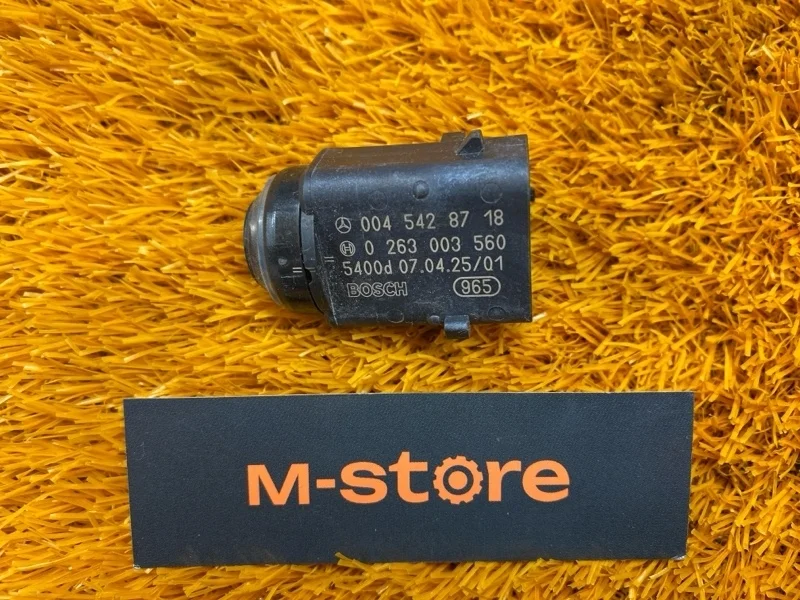 004 542 87 18
0 263 003 560
5400d 07.04.25/01
BOSCH 965
M-store